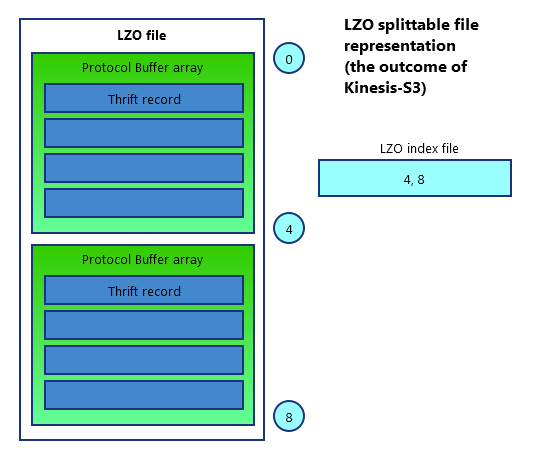 LZO file
Protocol Buffer array
Thrift record
Protocol Buffer array
Thrift record
0
4
8
LZO splittable file
representation
(the outcome of
Kinesis-S3)
LZO index file
4, 8